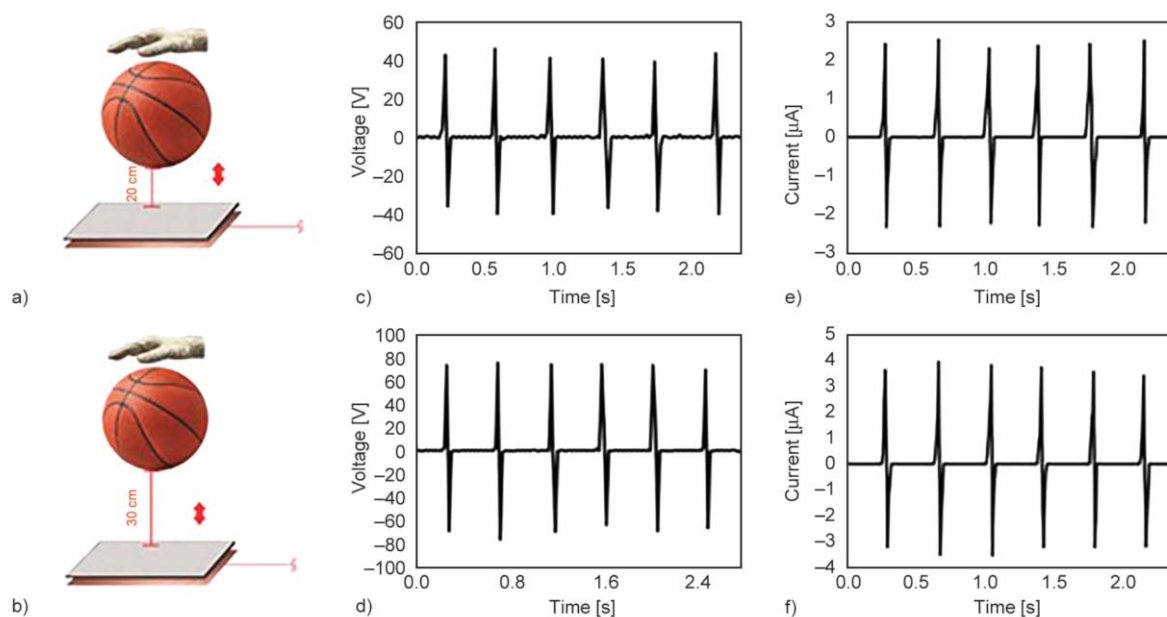 20 cm
a)
60
40
20
0
–20
–40
–60
Voltage [V]
0.0 0.5 1.0 1.5 2.0
Time [s]
c)
3
2
1
0
–1
–2
–3
Current [µA]
0.0 0.5 1.0 1.5 2.0
Time [s]
e)
30 cm
b)
100
80
60
40
20
0
–20
–40
–60
–80
–100
Voltage [V]
0.0 0.8 1.6 2.4
Time [s]
d)
5
4
3
2
1
0
–1
–2
–3
–4
Current [µA]
0.0 0.5 1.0 1.5 2.0
Time [s]
f)